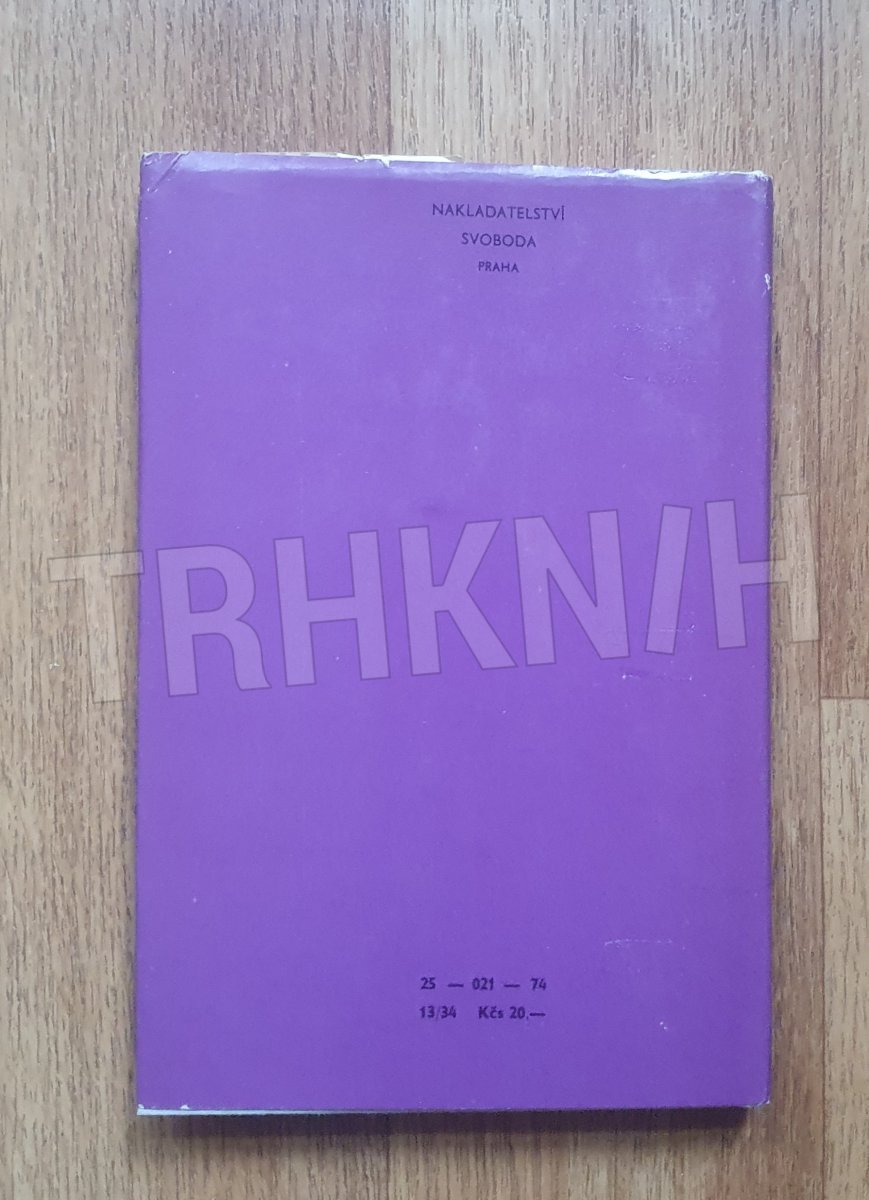 NAKLADATELSTVÍ
SVOBODA
PRAHA
TRHKNIH
25 — 021 — 74
13/34 Kčs 20,—